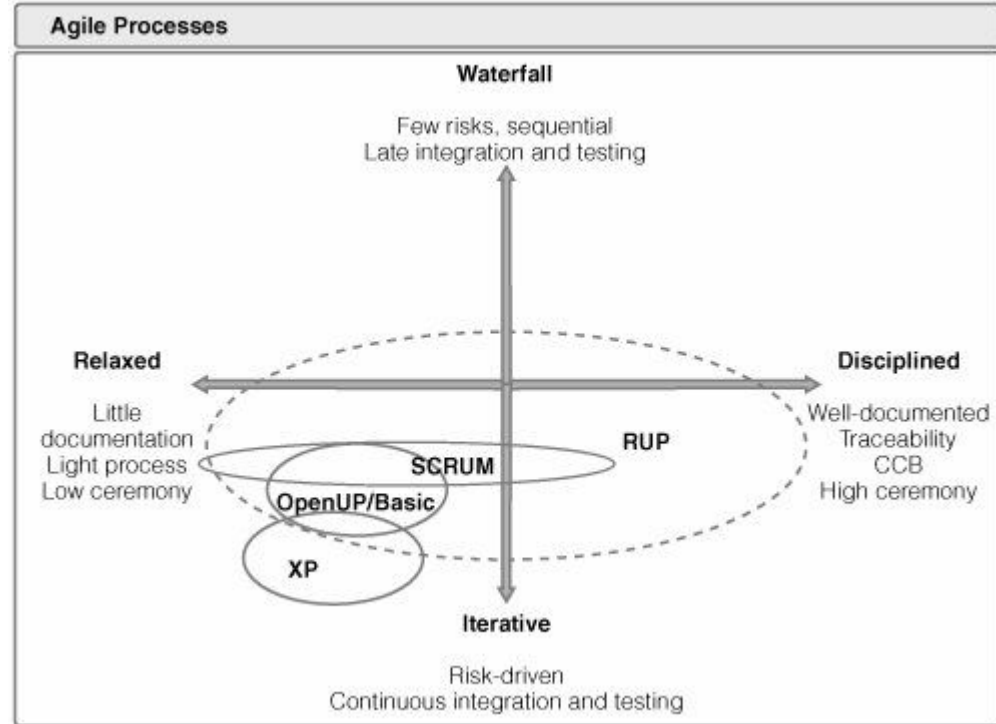 Agile Processes
Waterfall
Few risks, sequential
Late integration and testing
Relaxed
Little
documentation
Light process
Low ceremony
Disciplined
Well-documented
Traceability
CCB
High ceremony
RUP
SCRUM
OpenUP/Basic
XP
Iterative
Risk-driven
Continuous integration and testing